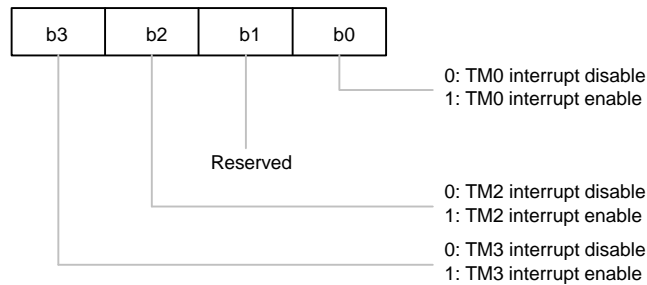 b3 b2 b1 b0
0: TM0 interrupt disable
1: TM0 interrupt enable
Reserved
0: TM2 interrupt disable
1: TM2 interrupt enable
0: TM3 interrupt disable
1: TM3 interrupt enable